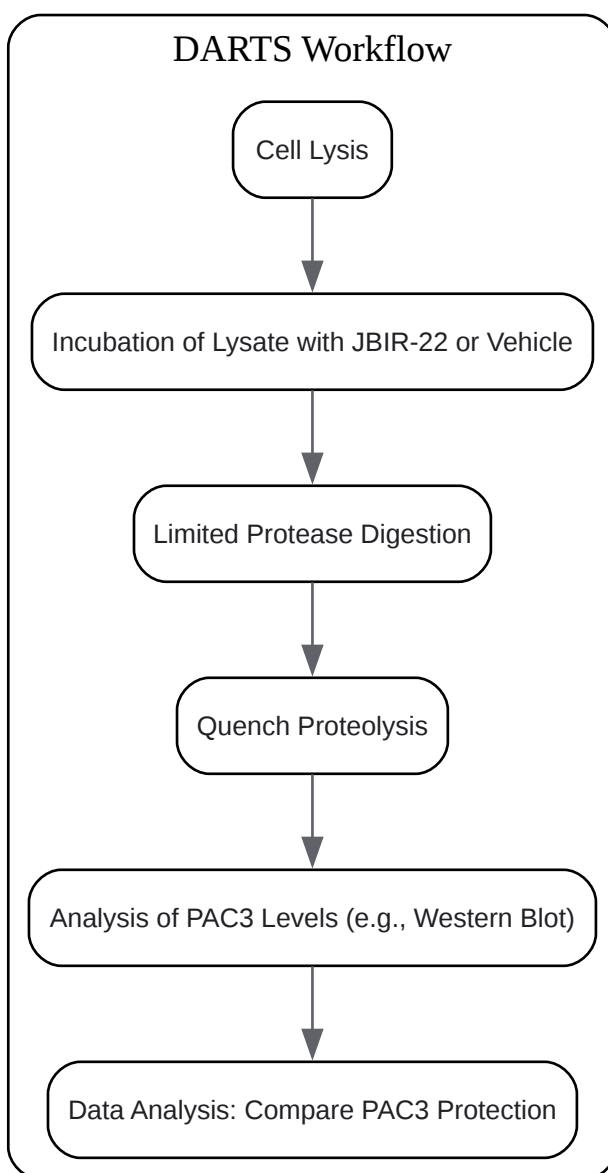 DARTS Workflow
Cell Lysis
Incubation of Lysate with JBIR-22 or Vehicle
Limited Protease Digestion
Quench Proteolysis
Analysis of PAC3 Levels (e.g., Western Blot)
Data Analysis: Compare PAC3 Protection